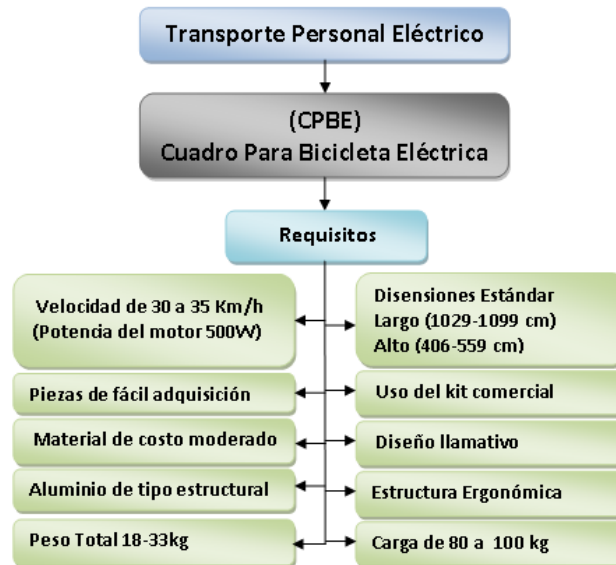 Transporte Personal Eléctrico
(CPBE)
Cuadro Para Bicicleta Eléctrica
Requisitos
Velocidad de 30 a 35 Km/h
(Potencia del motor 500W)
Disensiones Estándar
Largo (1029-1099 cm)
Alto (406-559 cm)
Piezas de fácil adquisición
Uso del kit comercial
Material de costo moderado
Diseño llamativo
Aluminio de tipo estructural
Estructura Ergonómica
Peso Total 18-33kg
Carga de 80 a 100 kg